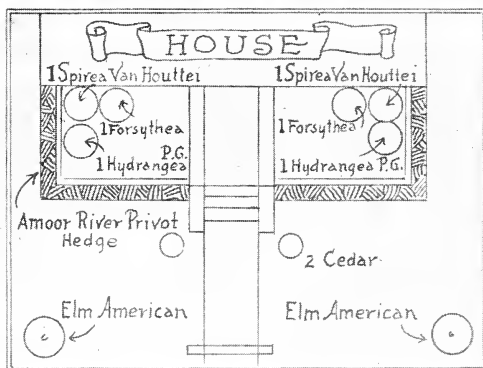 HOUSE
1 Spirea Van Houttei
1 Spirea Van Houttei
1 Forsythea
1 Hydrangea P.G.
1 Forsythea
1 Hydrangea P.G.
Amoor River Privot
Hedge
2 Cedar
Elm American
Elm American